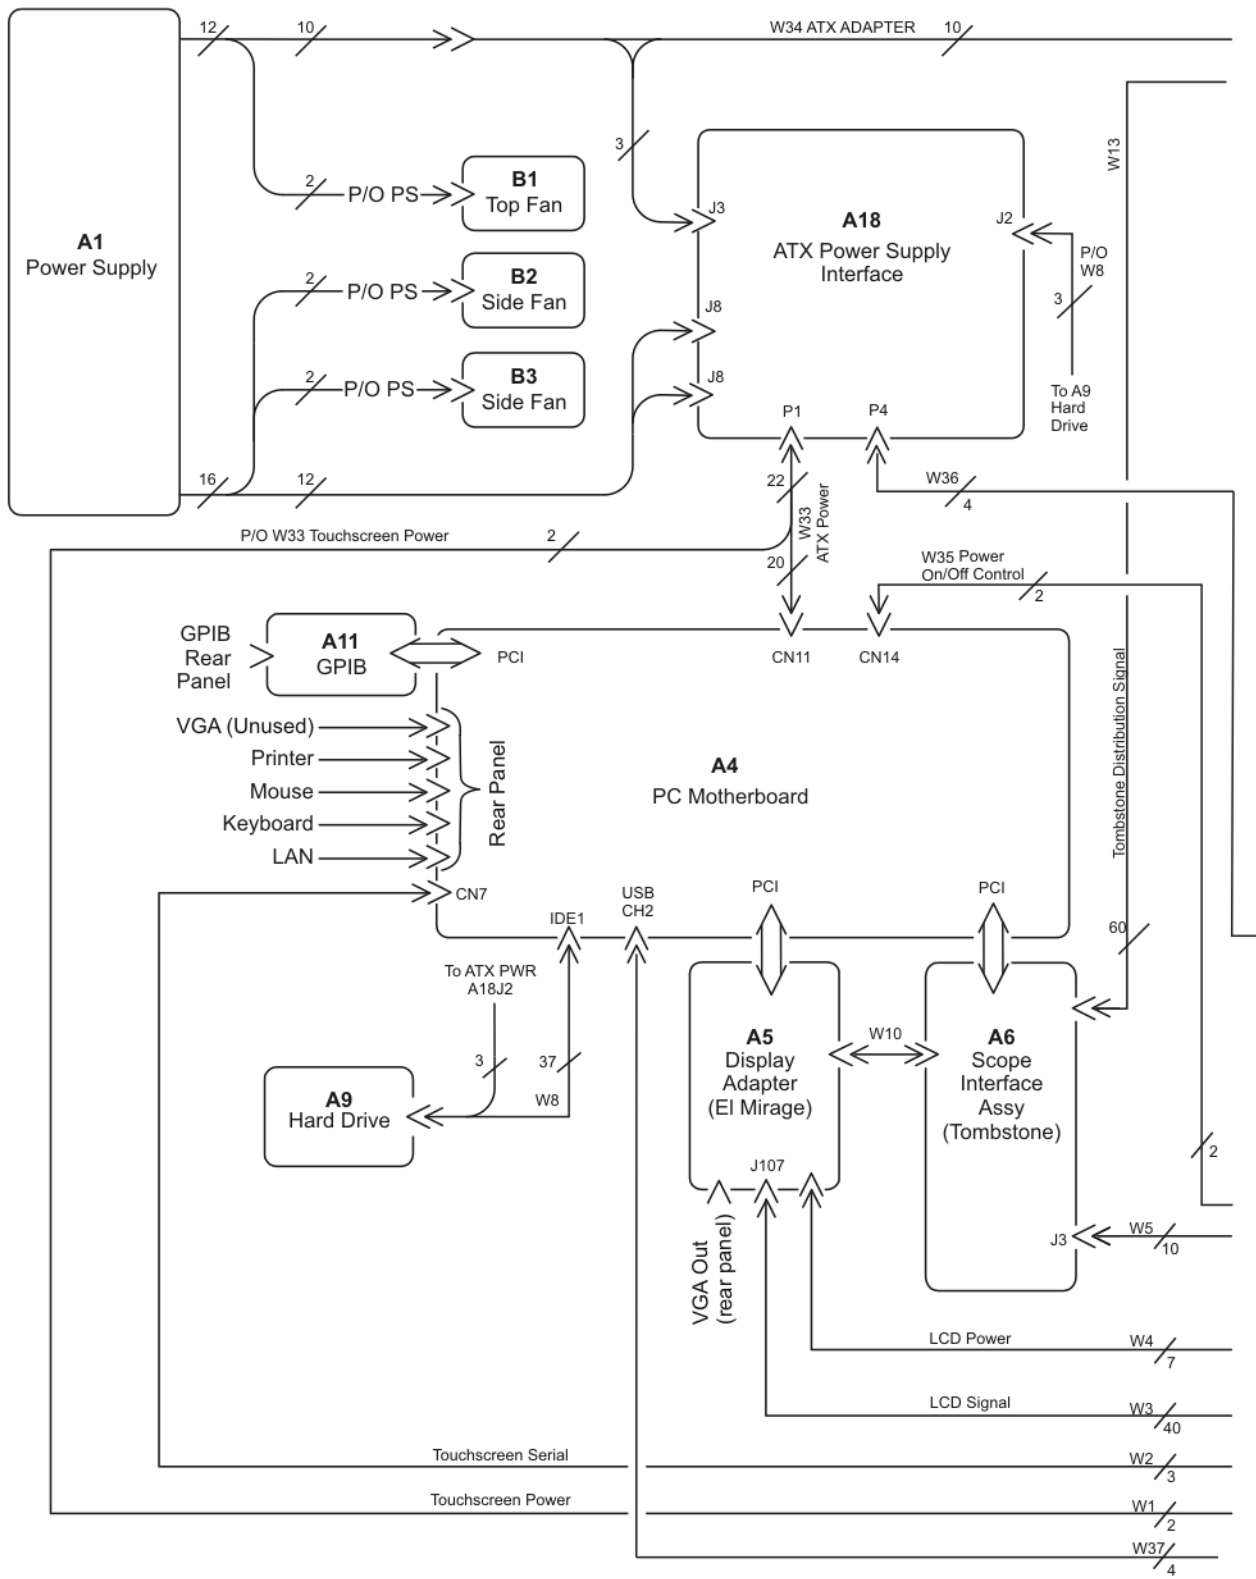 12
10
W34 ATX ADAPTER
10
3
W13
2
P/O PS
B1
Top Fan
J3
A18
ATX Power Supply
Interface
J2
P/O
W8
3
To A9
Hard
Drive
A1
Power Supply
2
P/O PS
B2
Side Fan
J8
2
P/O PS
B3
Side Fan
J8
P1
P4
16
12
22
W33
ATX Power
W36
4
P/O W33 Touchscreen Power
2
20
W35 Power
On/Off Control
2
GPIB
Rear
Panel
A11
GPIB
PCI
CN11
CN14
Tombstone Distribution Signal
VGA (Unused)
Printer
Mouse
Keyboard
LAN
Rear Panel
A4
PC Motherboard
CN7
IDE1
USB
CH2
PCI
PCI
60
To ATX PWR
A18J2
3
37
W8
A9
Hard Drive
A5
Display
Adapter
(El Mirage)
W10
A6
Scope
Interface
Assy
(Tombstone)
J107
2
VGA Out
(rear panel)
J3
W5
10
LCD Power
W4
7
LCD Signal
W3
40
Touchscreen Serial
W2
3
Touchscreen Power
W1
2
W37
4